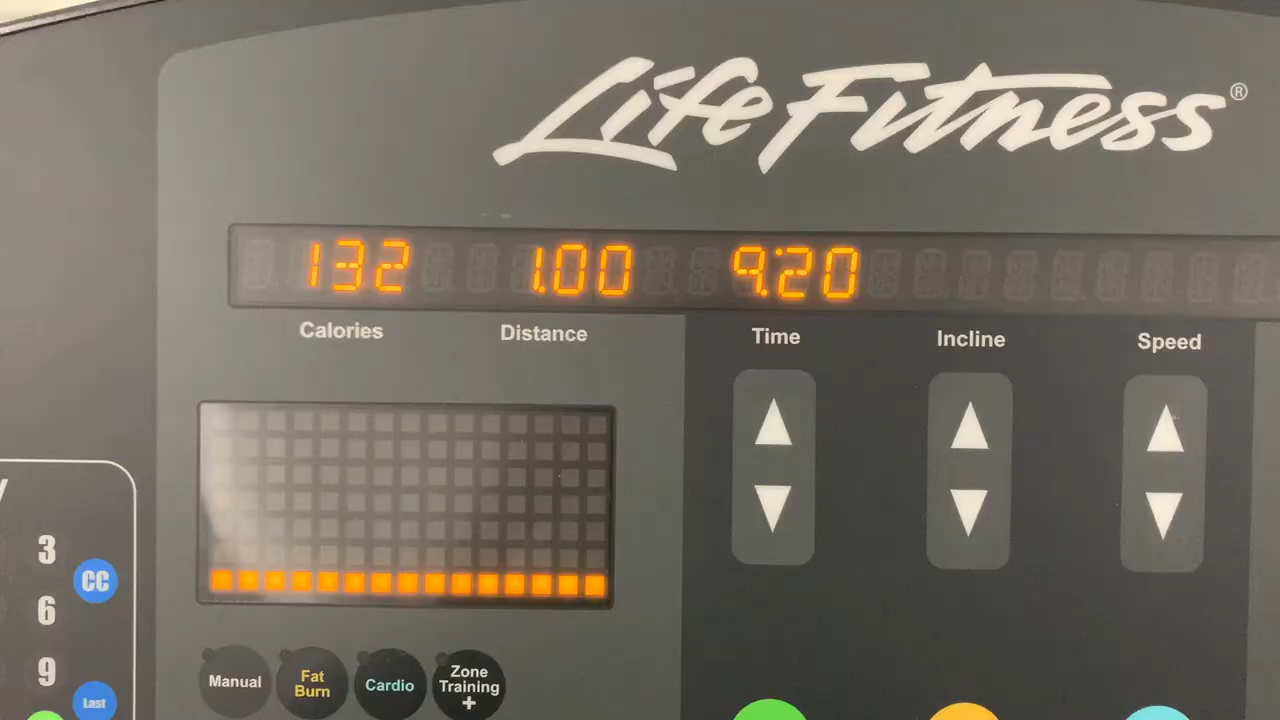 LifeFitness®
132 1.00 9:20
Calories Distance Time Incline Speed
3
CC
6
9
Last
Manual
Fat
Burn
Cardio
Zone
Training
+